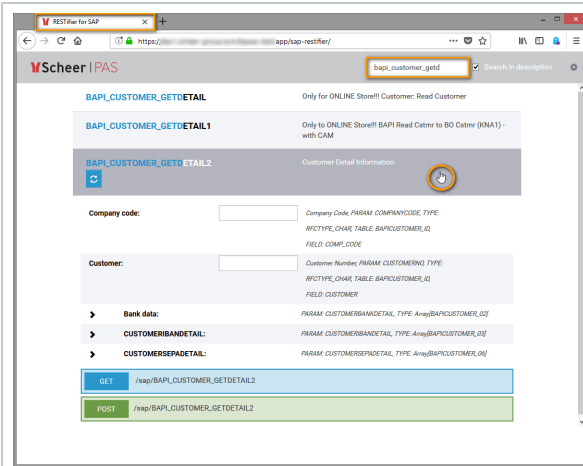 RESTifier for SAP
https:/
app/sap-restifier/
Scheer PAS
bapi_customer_getd
Search in description
BAPI_CUSTOMER_GETDETAIL
Only for ONLINE Store!!! Customer: Read Customer
BAPI_CUSTOMER_GETDETAIL1
Only to ONLINE Store!!! BAPI Read Cstmr to BO Cstmr (KNA1) -
with CAM
BAPI_CUSTOMER_GETDETAIL2
Customer Detail Information
Company code:
Company Code, PARAM: COMPANYCODE, TYPE:
RFCTYPE_CHAR, TABLE: BAPICUSTOMER_ID,
FIELD: COMP_CODE
Customer:
Customer Number, PARAM: CUSTOMERNO, TYPE:
RFCTYPE_CHAR, TABLE: BAPICUSTOMER_ID,
FIELD: CUSTOMER
Bank data:
PARAM: CUSTOMERBANKDETAIL, TYPE: Array[BAPICUSTOMER_02]
CUSTOMERIBANDETAIL:
PARAM: CUSTOMERIBANDETAIL, TYPE: Array[BAPICUSTOMER_03]
CUSTOMERSEPADETAIL:
PARAM: CUSTOMERSEPADETAIL, TYPE: Array[BAPICUSTOMER_06]
GET /sap/BAPI_CUSTOMER_GETDETAIL2
POST /sap/BAPI_CUSTOMER_GETDETAIL2